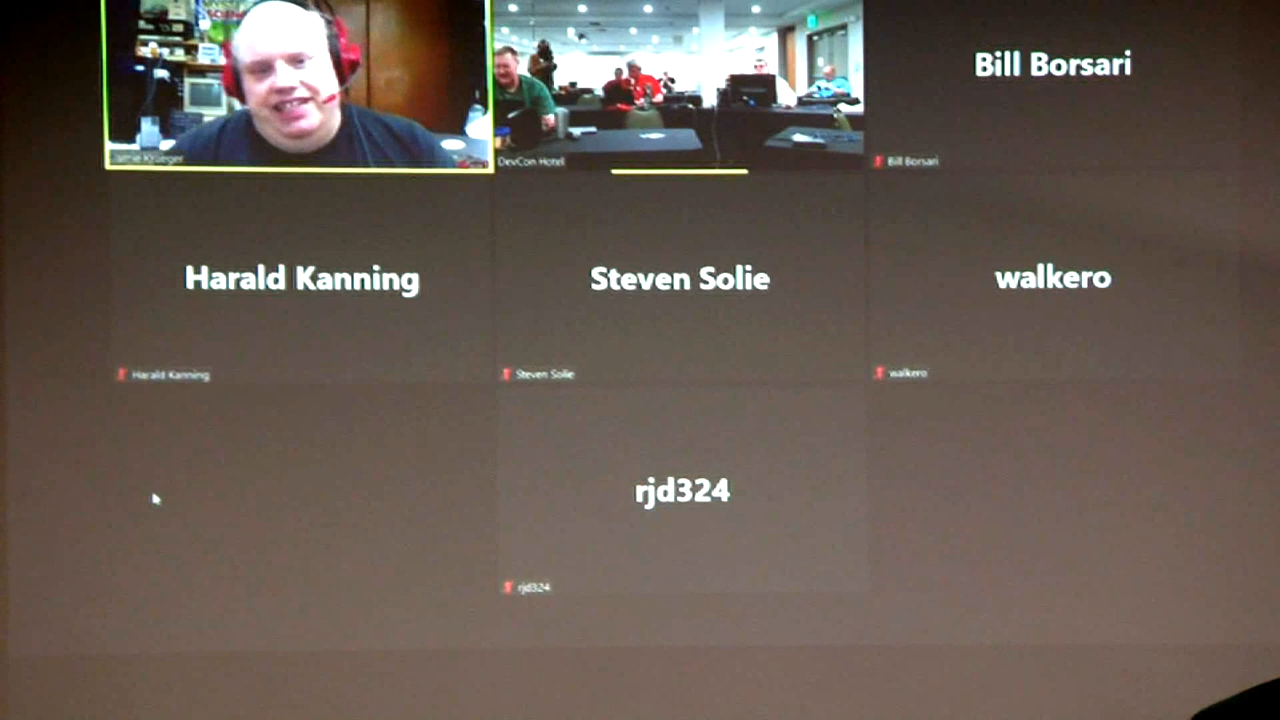 SCIENCE
Jamie Krueger
DevCon Hotel
Bill Borsari
Bill Borsari
Harald Kanning
Steven Solie
walkero
Harald Kanning
Steven Solie
walkero
rjd324
rjd324